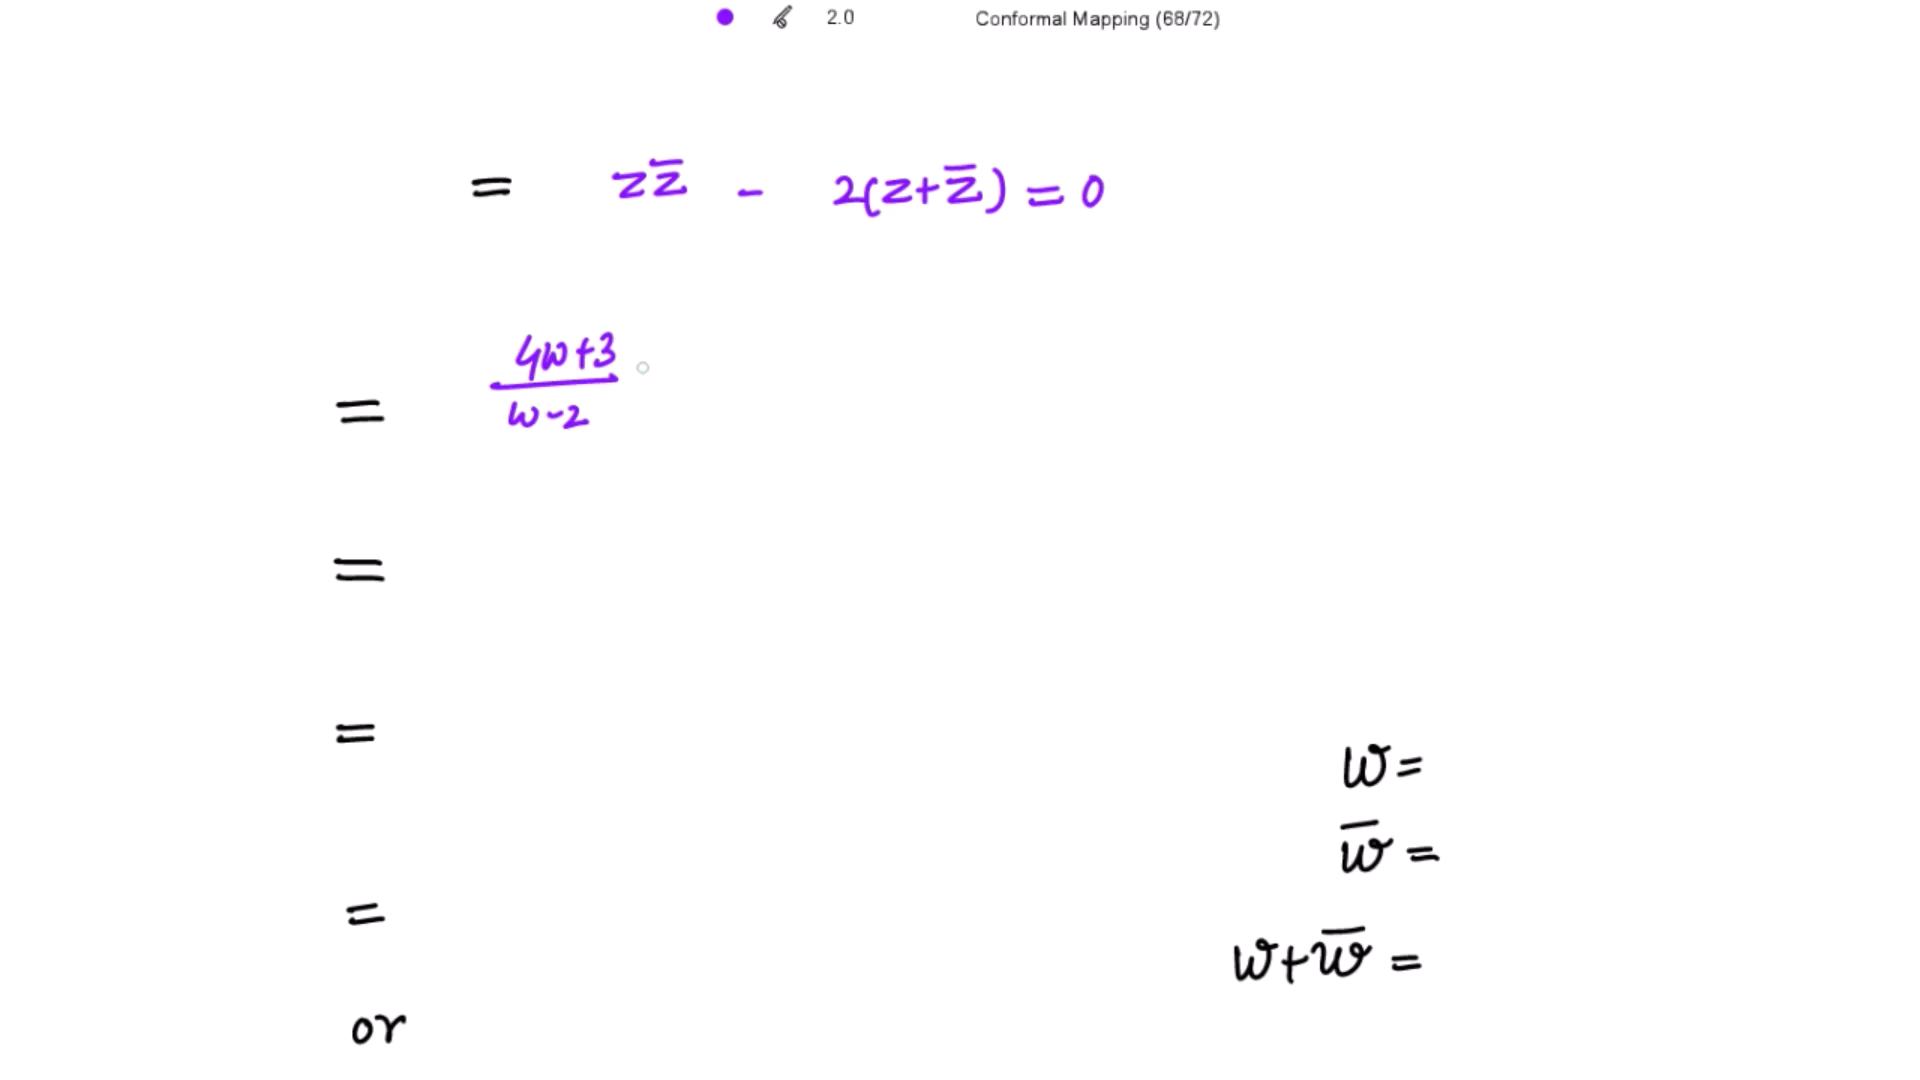 2.0 Conformal Mapping (68/72)
= zz̄ - 2(z+z̄) = 0
= 4w+3
w-2
=
=
w=
w̄=
=
w+w̄=
or